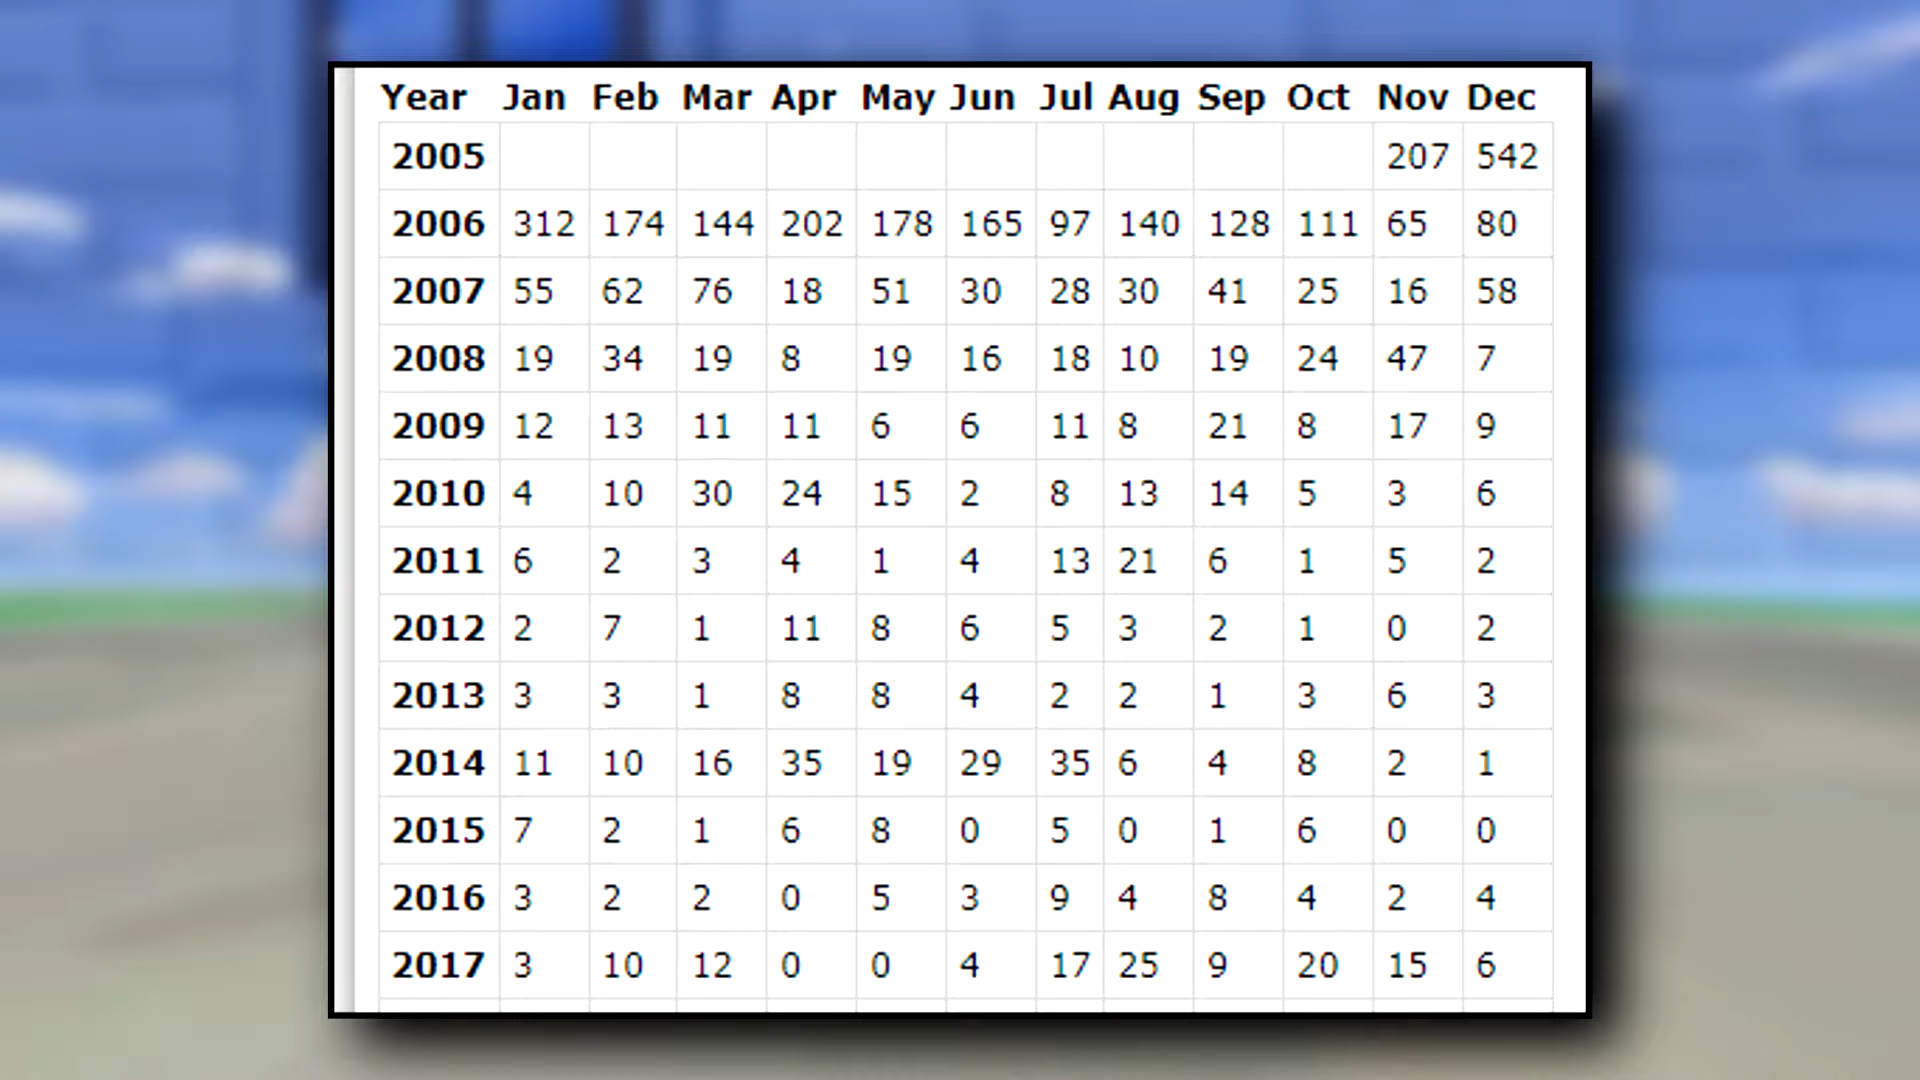 Year Jan Feb Mar Apr May Jun Jul Aug Sep Oct Nov Dec
2005 207 542
2006 312 174 144 202 178 165 97 140 128 111 65 80
2007 55 62 76 18 51 30 28 30 41 25 16 58
2008 19 34 19 8 19 16 18 10 19 24 47 7
2009 12 13 11 11 6 6 11 8 21 8 17 9
2010 4 10 30 24 15 2 8 13 14 5 3 6
2011 6 2 3 4 1 4 13 21 6 1 5 2
2012 2 7 1 11 8 6 5 3 2 1 0 2
2013 3 3 1 8 8 4 2 2 1 3 6 3
2014 11 10 16 35 19 29 35 6 4 8 2 1
2015 7 2 1 6 8 0 5 0 1 6 0 0
2016 3 2 2 0 5 3 9 4 8 4 2 4
2017 3 10 12 0 0 4 17 25 9 20 15 6